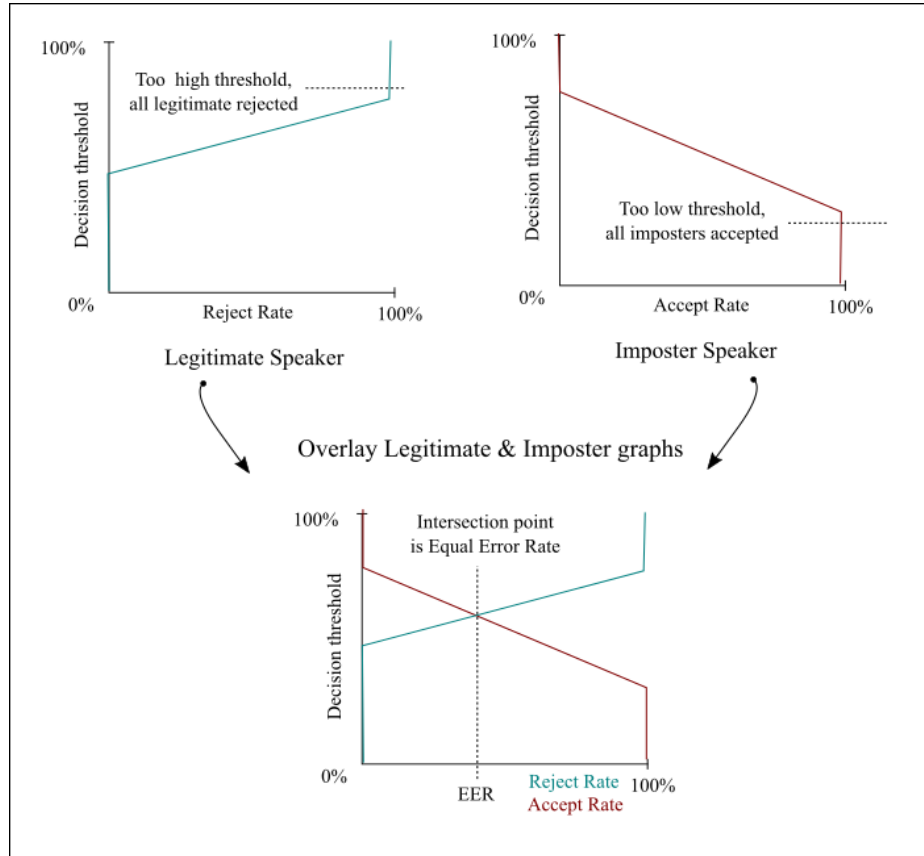 100%
Too high threshold,
all legitimate rejected
Decision threshold
0%
Reject Rate
100%
Legitimate Speaker
100%
Decision threshold
Too low threshold,
all imposters accepted
0%
Accept Rate
100%
Imposter Speaker
Overlay Legitimate & Imposter graphs
100%
Intersection point
is Equal Error Rate
Decision threshold
0%
EER
Reject Rate
Accept Rate
100%